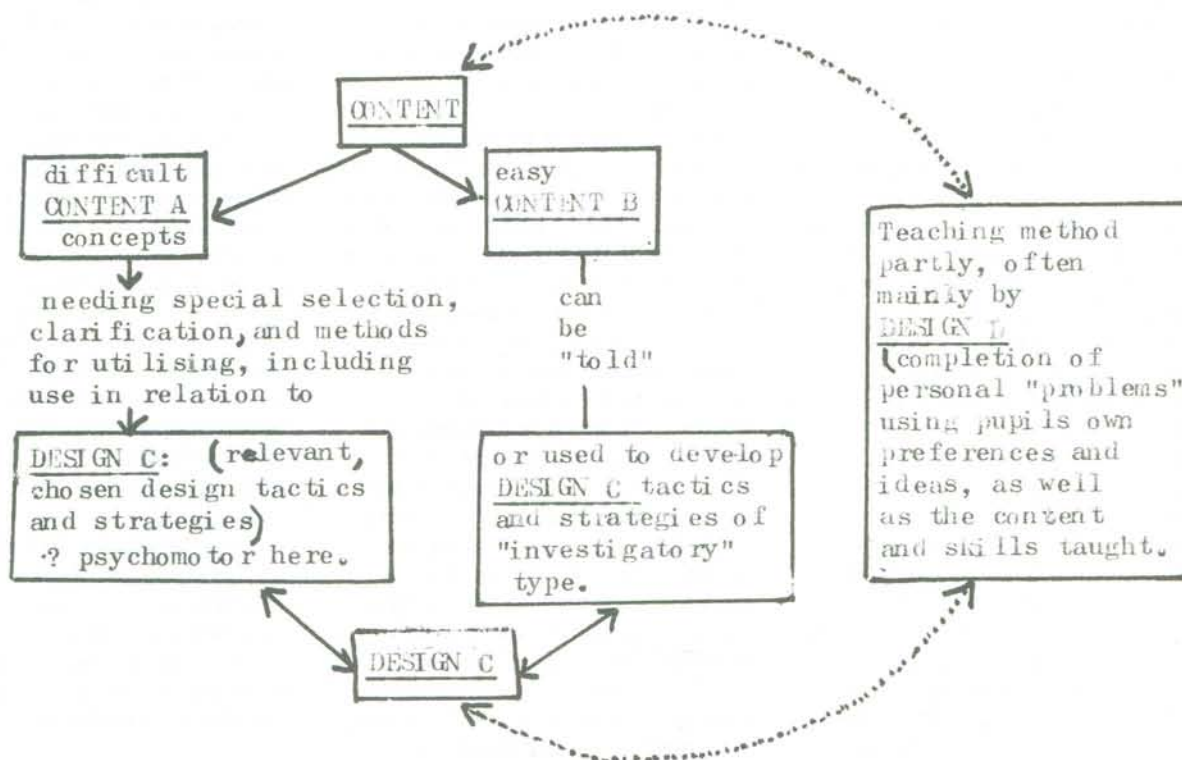 CONTENT
difficult
CONTENT A
concepts
easy
CONTENT B
needing special selection,
clarification, and methods
for utilising, including
use in relation to
can
be
"told"
DESIGN C: (relevant,
chosen design tactics
and strategies)
.? psychomotor here.
or used to develop
DESIGN C tactics
and strategies of
"investigatory"
type.
DESIGN C
Teaching method
partly, often
mainly by
DESIGN
(completion of
personal "problems"
using pupils own
preferences and
ideas, as well
as the content
and skills taught.